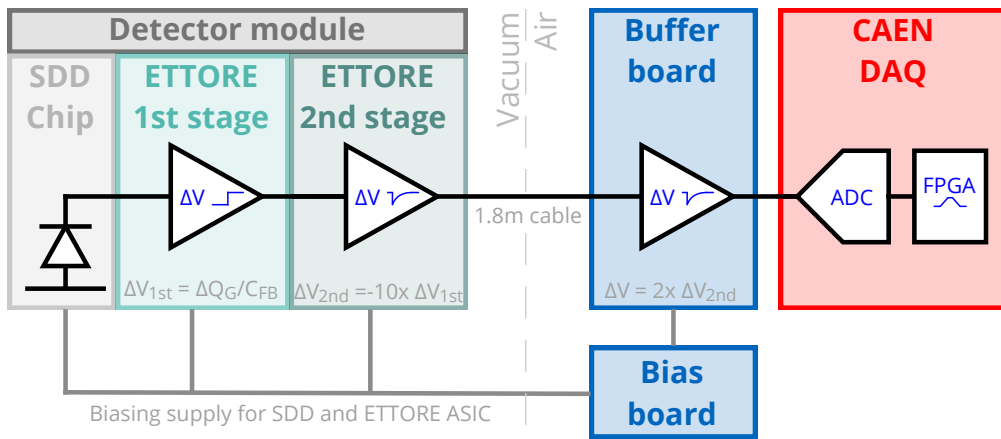 Detector module
SDD
Chip
ETTORE
1st stage
ETTORE
2nd stage
Vacuum
Air
Buffer
board
CAEN
DAQ
ΔV
ΔV
1.8m cable
ΔV
ADC
FPGA
ΔV1st = ΔQG/CFB
ΔV2nd =-10x ΔV1st
ΔV = 2x ΔV2nd
Bias
board
Biasing supply for SDD and ETTORE ASIC